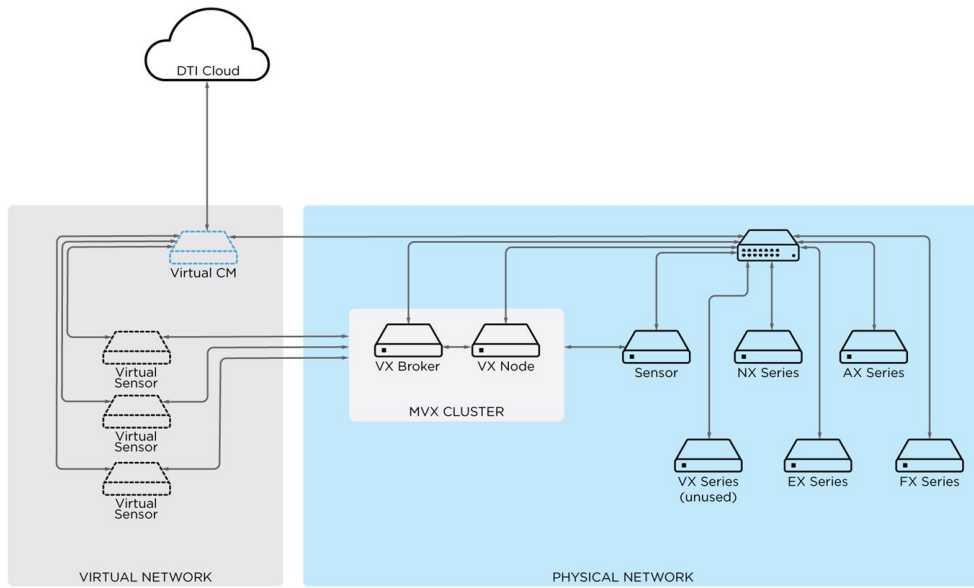 DTI Cloud
Virtual CM
Virtual
Sensor
Virtual
Sensor
Virtual
Sensor
VIRTUAL NETWORK
VX Broker
VX Node
MVX CLUSTER
Sensor
NX Series
AX Series
VX Series
(unused)
EX Series
FX Series
PHYSICAL NETWORK